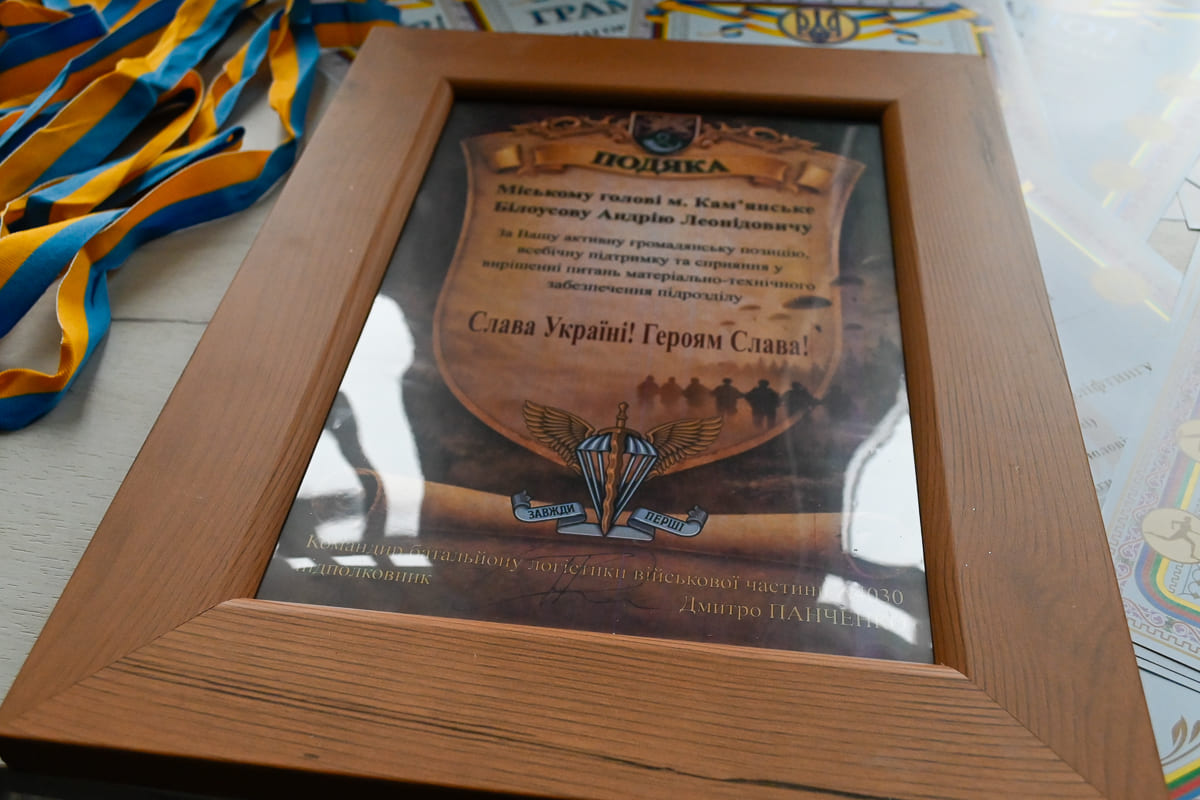 ГРАМ
ПОДЯКА
Міському голові м. Кам'янське
Білоусову Андрію Леонідовичу
За Вашу активну громадянську позицію,
всебічну підтримку та сприяння у
вирішенні питань матеріально-технічного
забезпечення підрозділу
Слава Україні! Героям Слава!
ЗАВЖДИ ПЕРШІ
Командир батальйону логістики військової частини
підполковник
Дмитро ПАНЧЕНКО